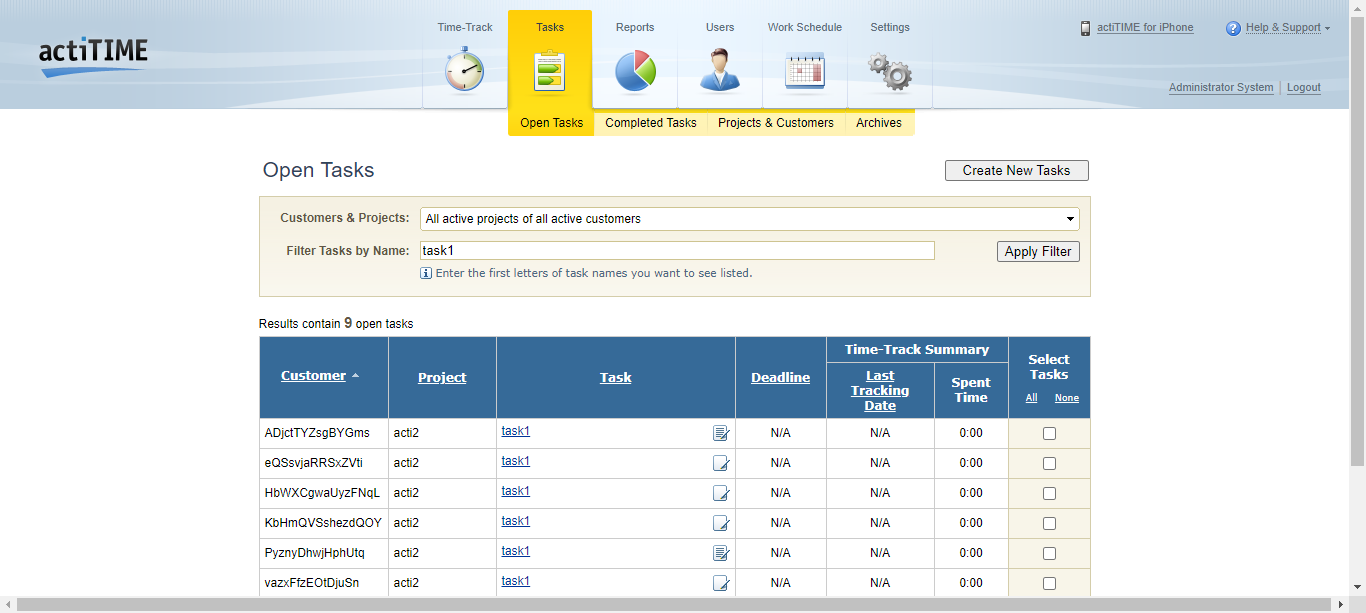 actiTIME
Time-Track
Tasks
Reports
Users
Work Schedule
Settings
actiTIME for iPhone
Help & Support
Administrator System
Logout
Open Tasks
Completed Tasks
Projects & Customers
Archives
Open Tasks
Create New Tasks
Customers & Projects:
All active projects of all active customers
Filter Tasks by Name:
task1
Apply Filter
Enter the first letters of task names you want to see listed.
Results contain 9 open tasks
Customer
Project
Task
Deadline
Time-Track Summary
Last Tracking Date
Spent Time
Select Tasks
All None
ADjctTYZsgBYGms acti2 task1 N/A N/A 0:00
eQSsvjaRRSxZVti acti2 task1 N/A N/A 0:00
HbWXCgwaUyzFNqL acti2 task1 N/A N/A 0:00
KbHmQVSshezdQOY acti2 task1 N/A N/A 0:00
PyznyDhwjHphUtq acti2 task1 N/A N/A 0:00
vazxFfzEOtDjuSn acti2 task1 N/A N/A 0:00